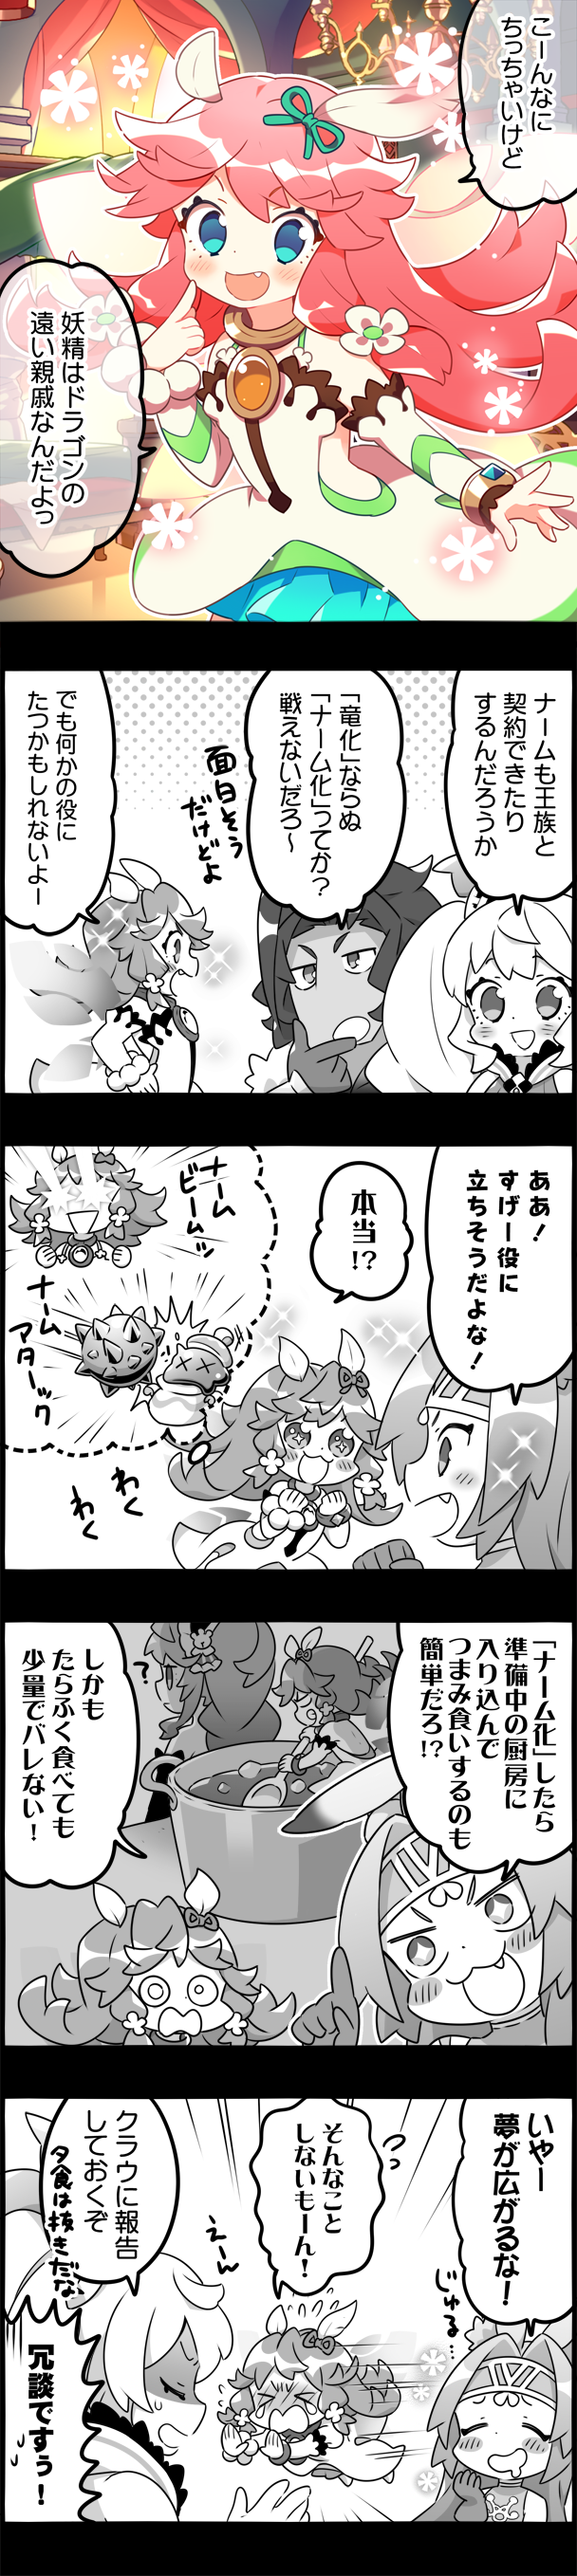 こーんなに
ちっちゃいけど
妖精はドラゴンの
遠い親戚なんだよっ
ナームも王族と
契約できたり
するんだろうか
「竜化」ならぬ
「ナーム化」ってか？
戦えないだろ～
面白そう
だけどよ
でも何かの役に
たつかもしれないよー
ああ！
すげー役に
立ちそうだよな！
本当!?
ナーム
ビームッ
ナーム
アターック
わく
わく
「ナーム化」したら
準備中の厨房に
入り込んで
つまみ食いするのも
簡単だろ!?
?
しかも
たらふく食べても
少量でバレない！
いやー
夢が広がるな！
じゅる…
そんなこと
しないもーん！
えーん
クラウに報告
しておくぞ
夕食は抜きだな
冗談ですぅ！